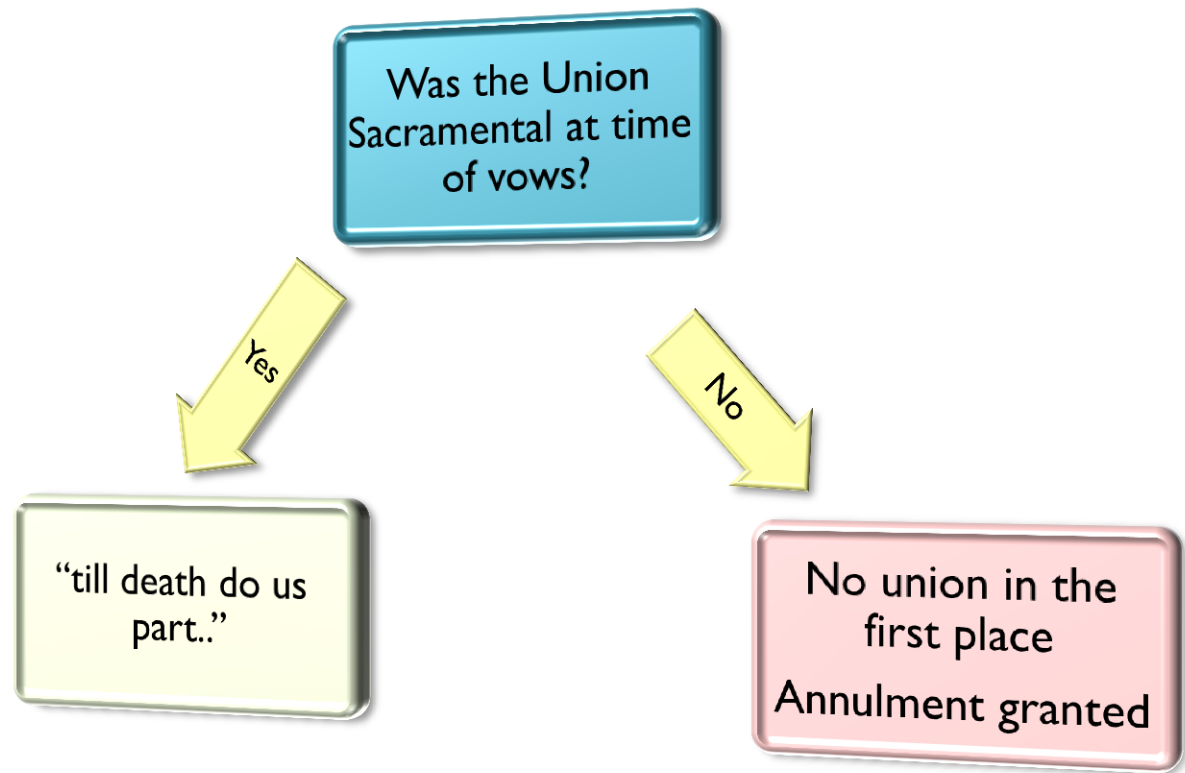 Was the Union
Sacramental at time
of vows?
Yes
No
“till death do us
part..”
No union in the
first place
Annulment granted